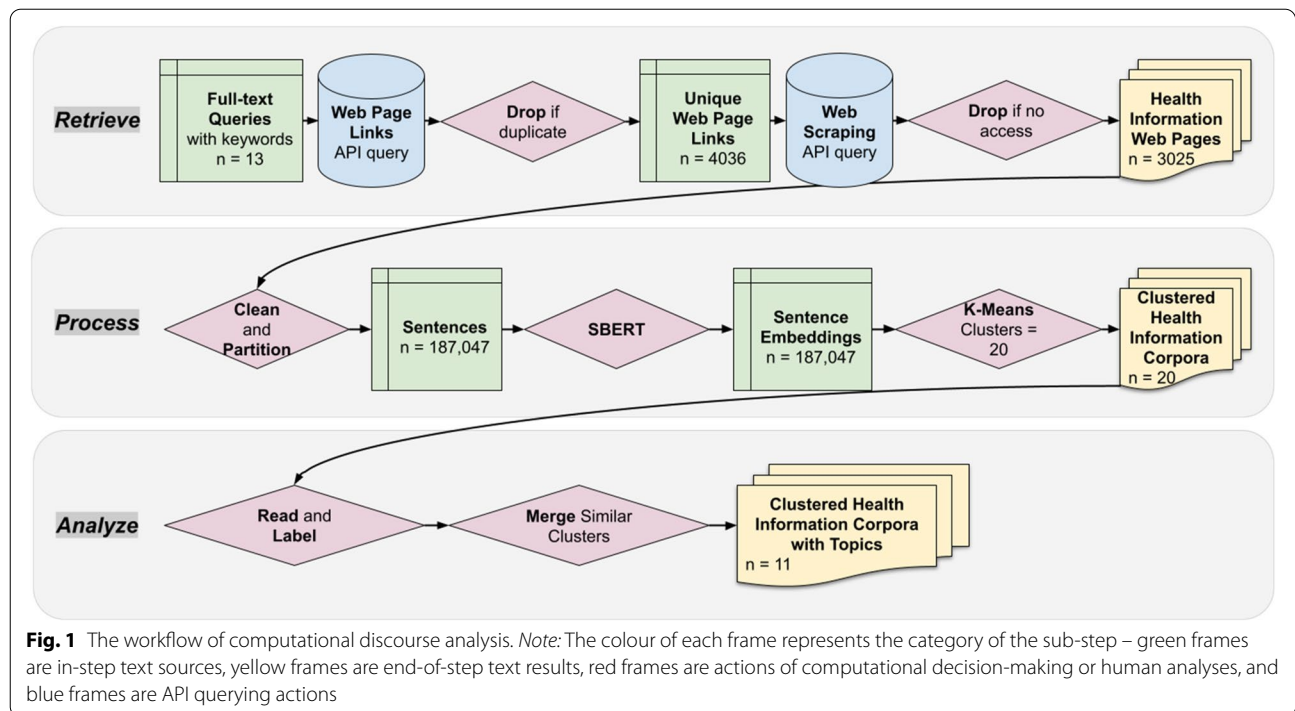 Retrieve
Full-text
Queries
with keywords
n = 13
Web Page
Links
API query
Drop if
duplicate
Unique
Web Page
Links
n = 4036
Web
Scraping
API query
Drop if no
access
Health
Information
Web Pages
n = 3025
Process
Clean
and
Partition
Sentences
n = 187,047
SBERT
Sentence
Embeddings
n = 187,047
K-Means
Clusters =
20
Clustered
Health
Information
Corpora
n = 20
Analyze
Read and
Label
Merge Similar
Clusters
Clustered Health
Information Corpora
with Topics
n = 11
Fig. 1 The workflow of computational discourse analysis. Note: The colour of each frame represents the category of the sub-step – green frames
are in-step text sources, yellow frames are end-of-step text results, red frames are actions of computational decision-making or human analyses, and
blue frames are API querying actions